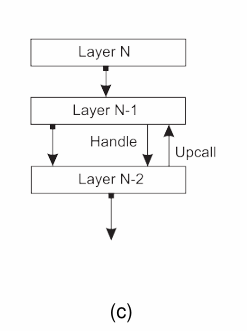 Layer N
Layer N-1
Handle
Upcall
Layer N-2
(c)